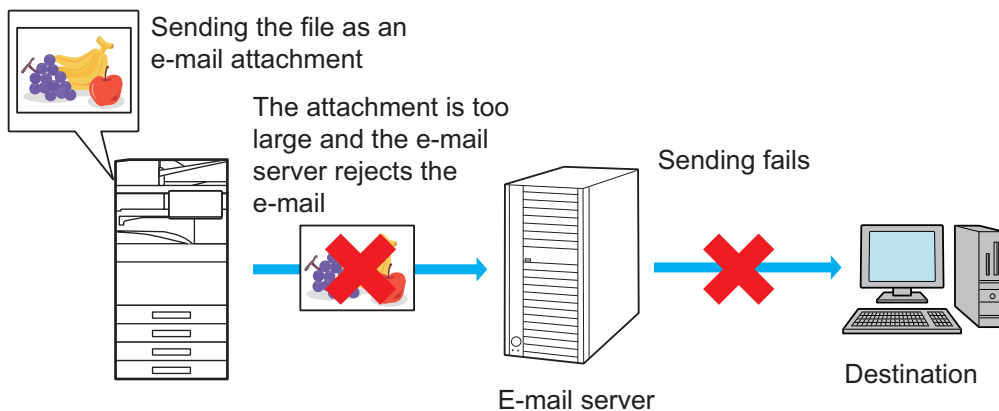 Sending the file as an
e-mail attachment
The attachment is too
large and the e-mail
server rejects the
e-mail
Sending fails
E-mail server
Destination